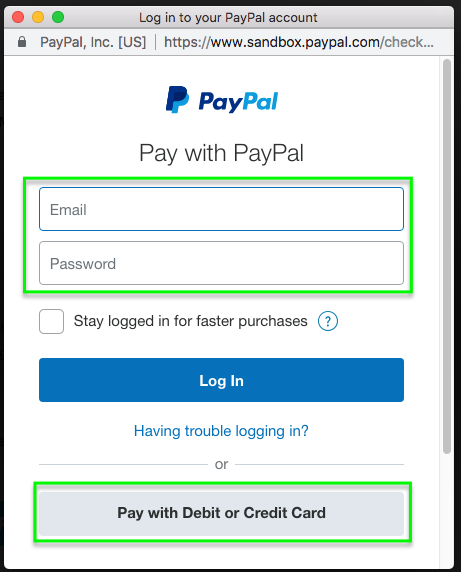 Log in to your PayPal account
PayPal, Inc. [US] | https://www.sandbox.paypal.com/check...
PayPal
Pay with PayPal
Email
Password
Stay logged in for faster purchases ?
Log In
Having trouble logging in?
or
Pay with Debit or Credit Card